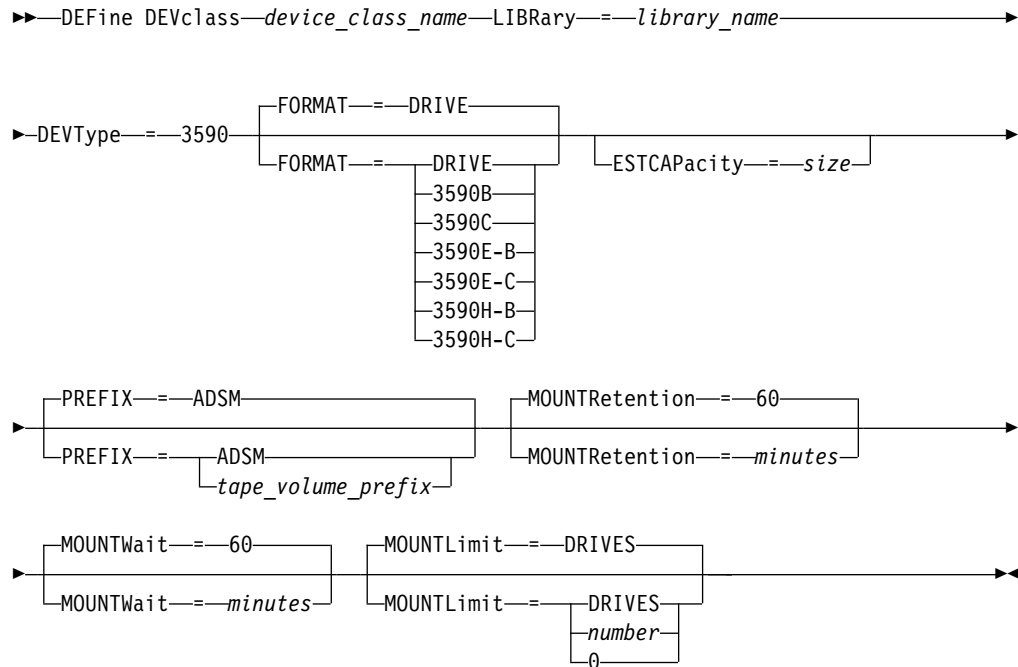 DEFine DEVclass device_class_name LIBRary = library_name
FORMAT = DRIVE
DEVType = 3590
FORMAT = DRIVE
3590B
3590C
3590E-B
3590E-C
3590H-B
3590H-C
ESTCAPacity = size
PREFIX = ADSM
PREFIX = ADSM
tape_volume_prefix
MOUNTRetention = 60
MOUNTRetention = minutes
MOUNTWait = 60
MOUNTWait = minutes
MOUNTLimit = DRIVES
MOUNTLimit = DRIVES
number
0